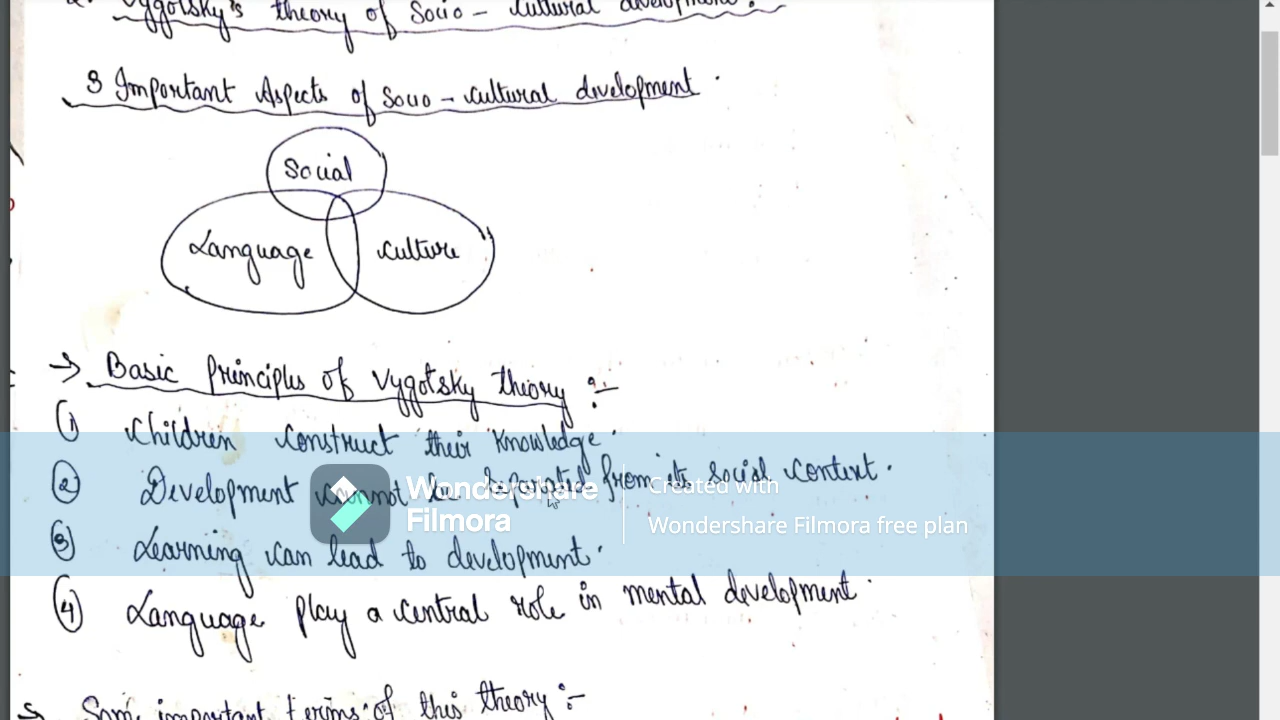 Vygotsky's theory of Socio - cultural development :
3 Important Aspects of Socio - cultural development .
Social
Language
culture
→ Basic Principles of Vygotsky theory :-
(1) Children construct their knowledge .
(2) Development cannot be separated from its social context .
(3) Learning can lead to development .
(4) Language play a central role in mental development .
→ Some important terms of this theory :-
Wondershare
Filmora
Created with
Wondershare Filmora free plan